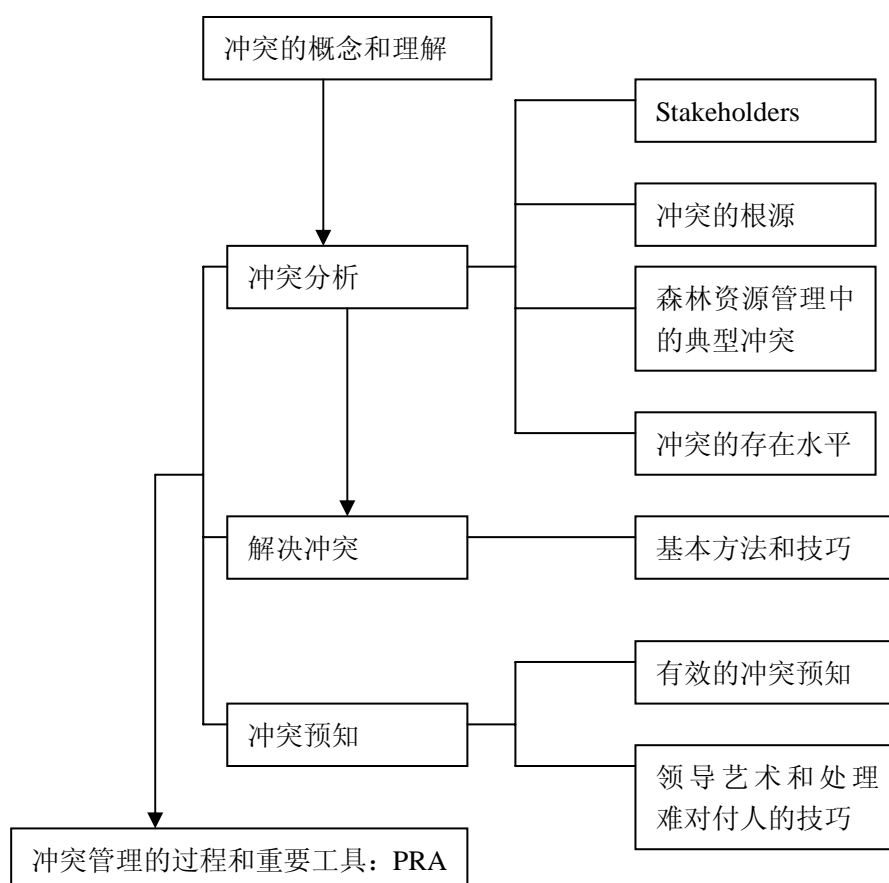 冲突的概念和理解
Stakeholders
冲突的根源
冲突分析
森林资源管理中
的典型冲突
冲突的存在水平
解决冲突
基本方法和技巧
有效的冲突预知
冲突预知
领导艺术和处理
难对付人的技巧
冲突管理的过程和重要工具：PRA